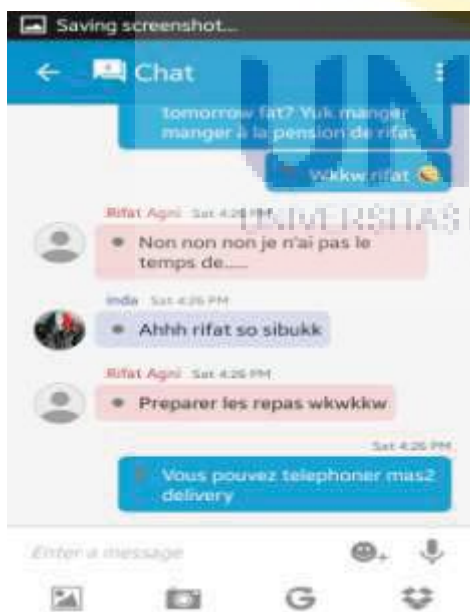 Saving screenshot...
Chat
tomorrow fat? Yuk manger
manger à la pension de rifat
Wkkw rifat
Rifat Agni Sat 4:26 PM
Non non non je n'ai pas le
temps de.....
inda Sat 4:26 PM
Ahhh rifat so sibukk
Rifat Agni Sat 4:26 PM
Preparer les repas wkwkkw
Sat 4:26 PM
Vous pouvez telephoner mas2
delivery
Enter a message
UN
UNIVERSITAS